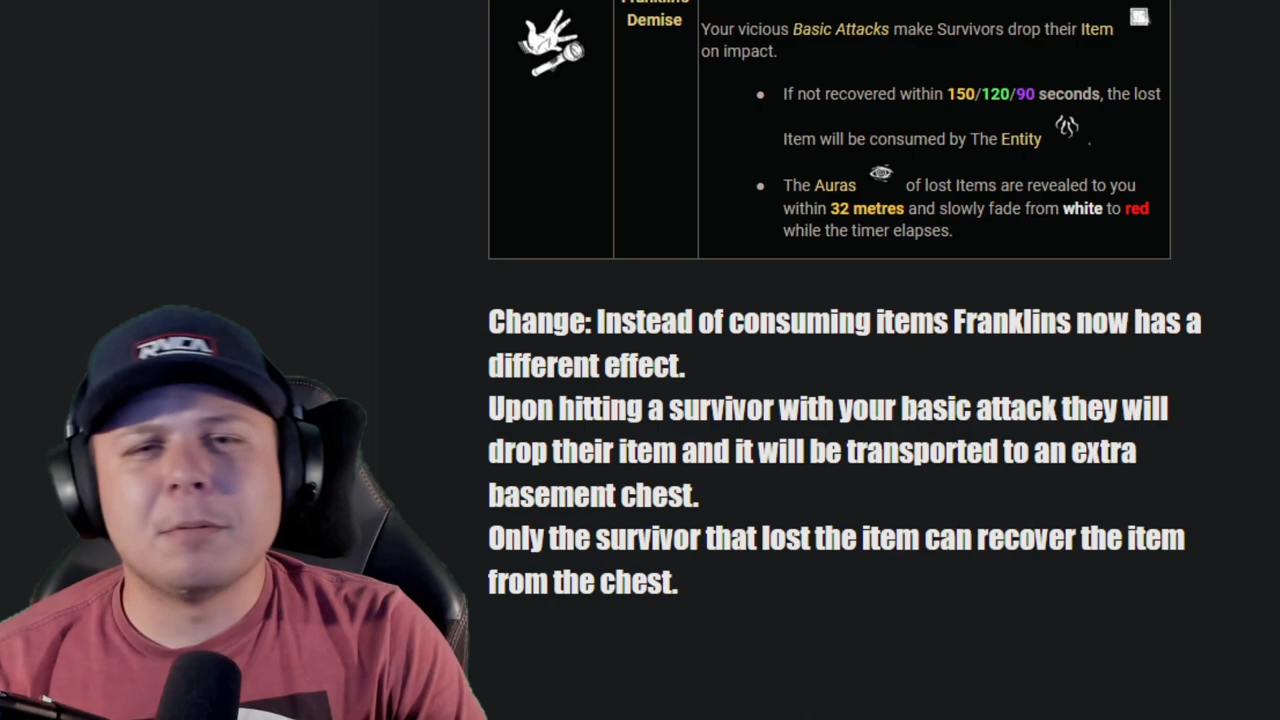 Franklin's
Demise
Your vicious Basic Attacks make Survivors drop their Item
on impact.
If not recovered within 150/120/90 seconds, the lost
Item will be consumed by The Entity .
The Auras of lost Items are revealed to you
within 32 metres and slowly fade from white to red
while the timer elapses.
Change: Instead of consuming items Franklins now has a
different effect.
Upon hitting a survivor with your basic attack they will
drop their item and it will be transported to an extra
basement chest.
Only the survivor that lost the item can recover the item
from the chest.